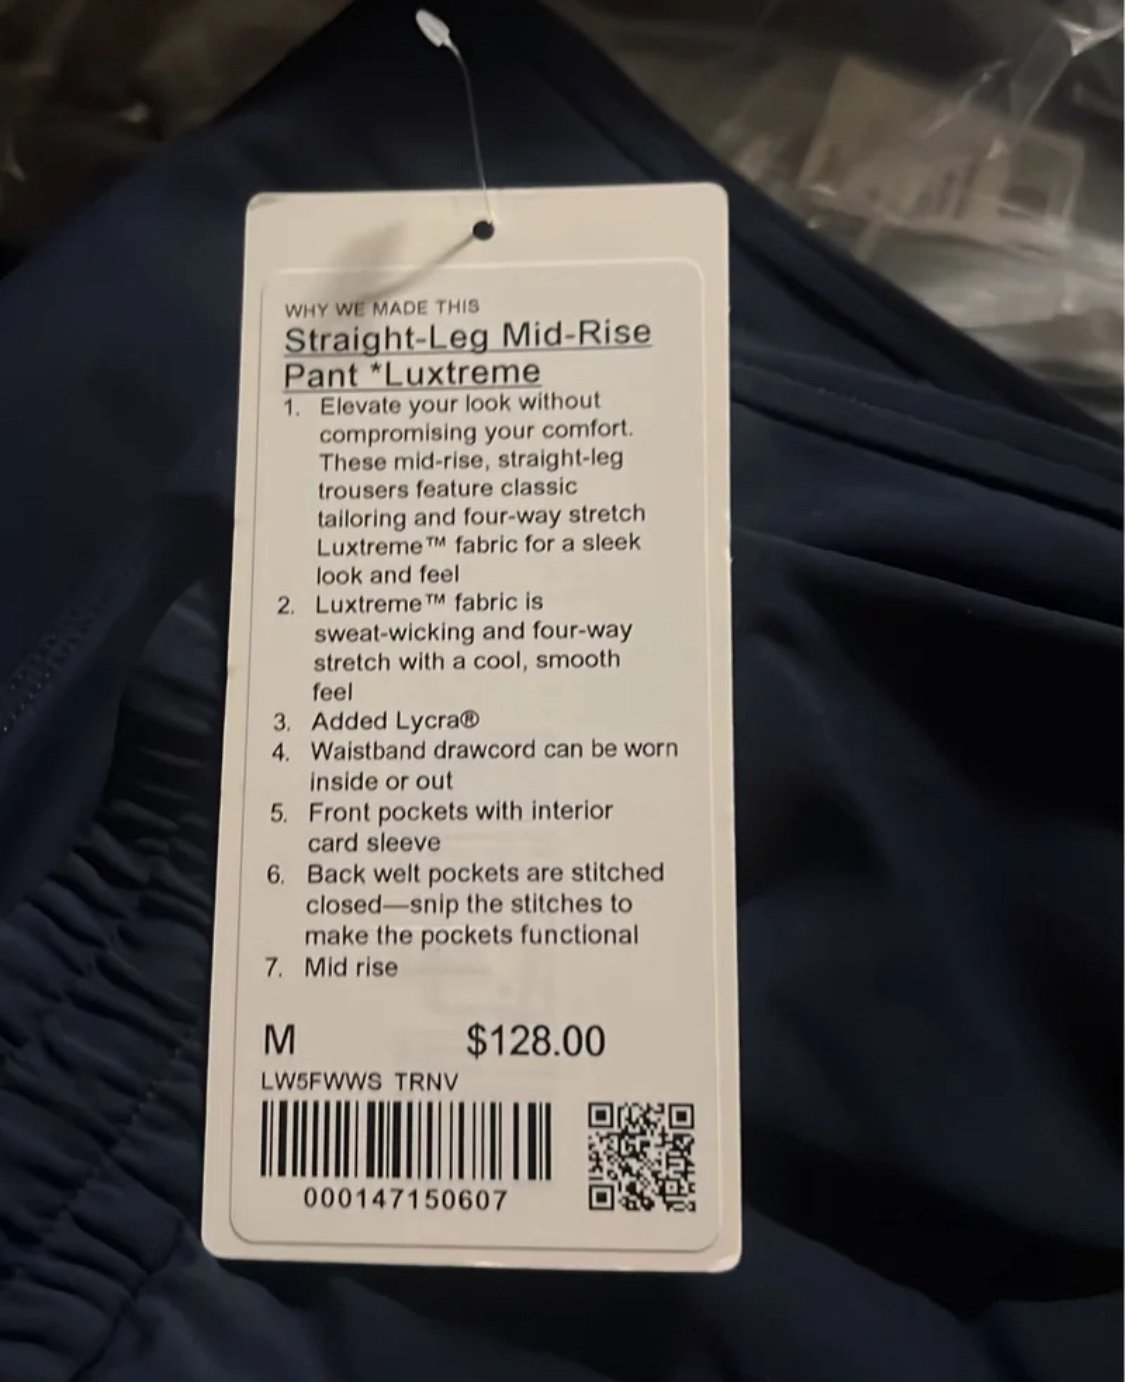 WHY WE MADE THIS
Straight-Leg Mid-Rise
Pant *Luxtreme
1. Elevate your look without
compromising your comfort.
These mid-rise, straight-leg
trousers feature classic
tailoring and four-way stretch
Luxtreme™ fabric for a sleek
look and feel
2. Luxtreme™ fabric is
sweat-wicking and four-way
stretch with a cool, smooth
feel
3. Added Lycra®
4. Waistband drawcord can be worn
inside or out
5. Front pockets with interior
card sleeve
6. Back welt pockets are stitched
closed—snip the stitches to
make the pockets functional
7. Mid rise
M $128.00
LW5FWWS TRNV
000147150607